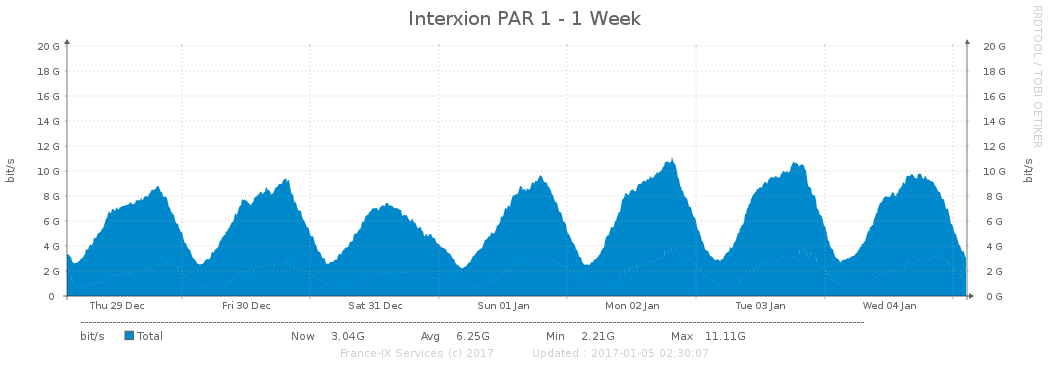 Interxion PAR 1 - 1 Week
RRDTOOL / TOBI OETIKER
bit/s
20 G 20 G
18 G 18 G
16 G 16 G
14 G 14 G
12 G 12 G
10 G 10 G
8 G 8 G
6 G 6 G
4 G 4 G
2 G 2 G
0 0 G
bit/s
Thu 29 Dec Fri 30 Dec Sat 31 Dec Sun 01 Jan Mon 02 Jan Tue 03 Jan Wed 04 Jan
bit/s Total Now 3.04G Avg 6.25G Min 2.21G Max 11.11G
France-IX Services (c) 2017 Updated : 2017-01-05 02:30:07